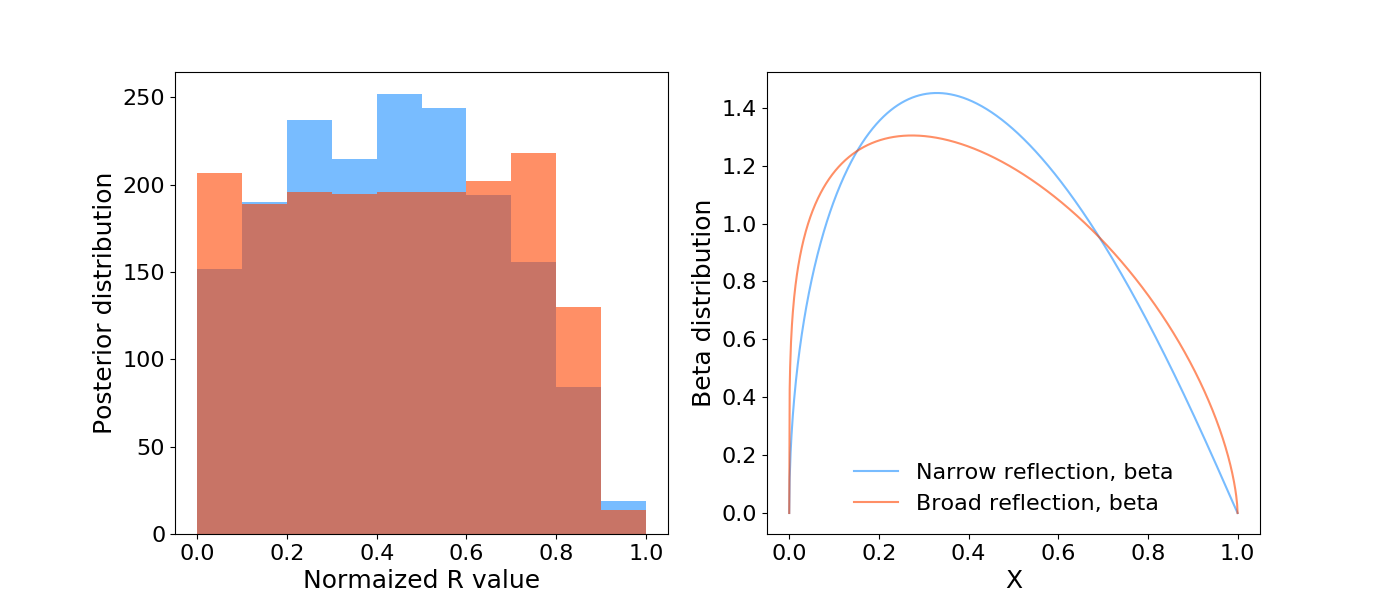 Posterior distribution
250
200
150
100
50
0
0.0 0.2 0.4 0.6 0.8 1.0
Normaized R value
Beta distribution
1.4
1.2
1.0
0.8
0.6
0.4
0.2
0.0
Narrow reflection, beta
Broad reflection, beta
0.0 0.2 0.4 0.6 0.8 1.0
X